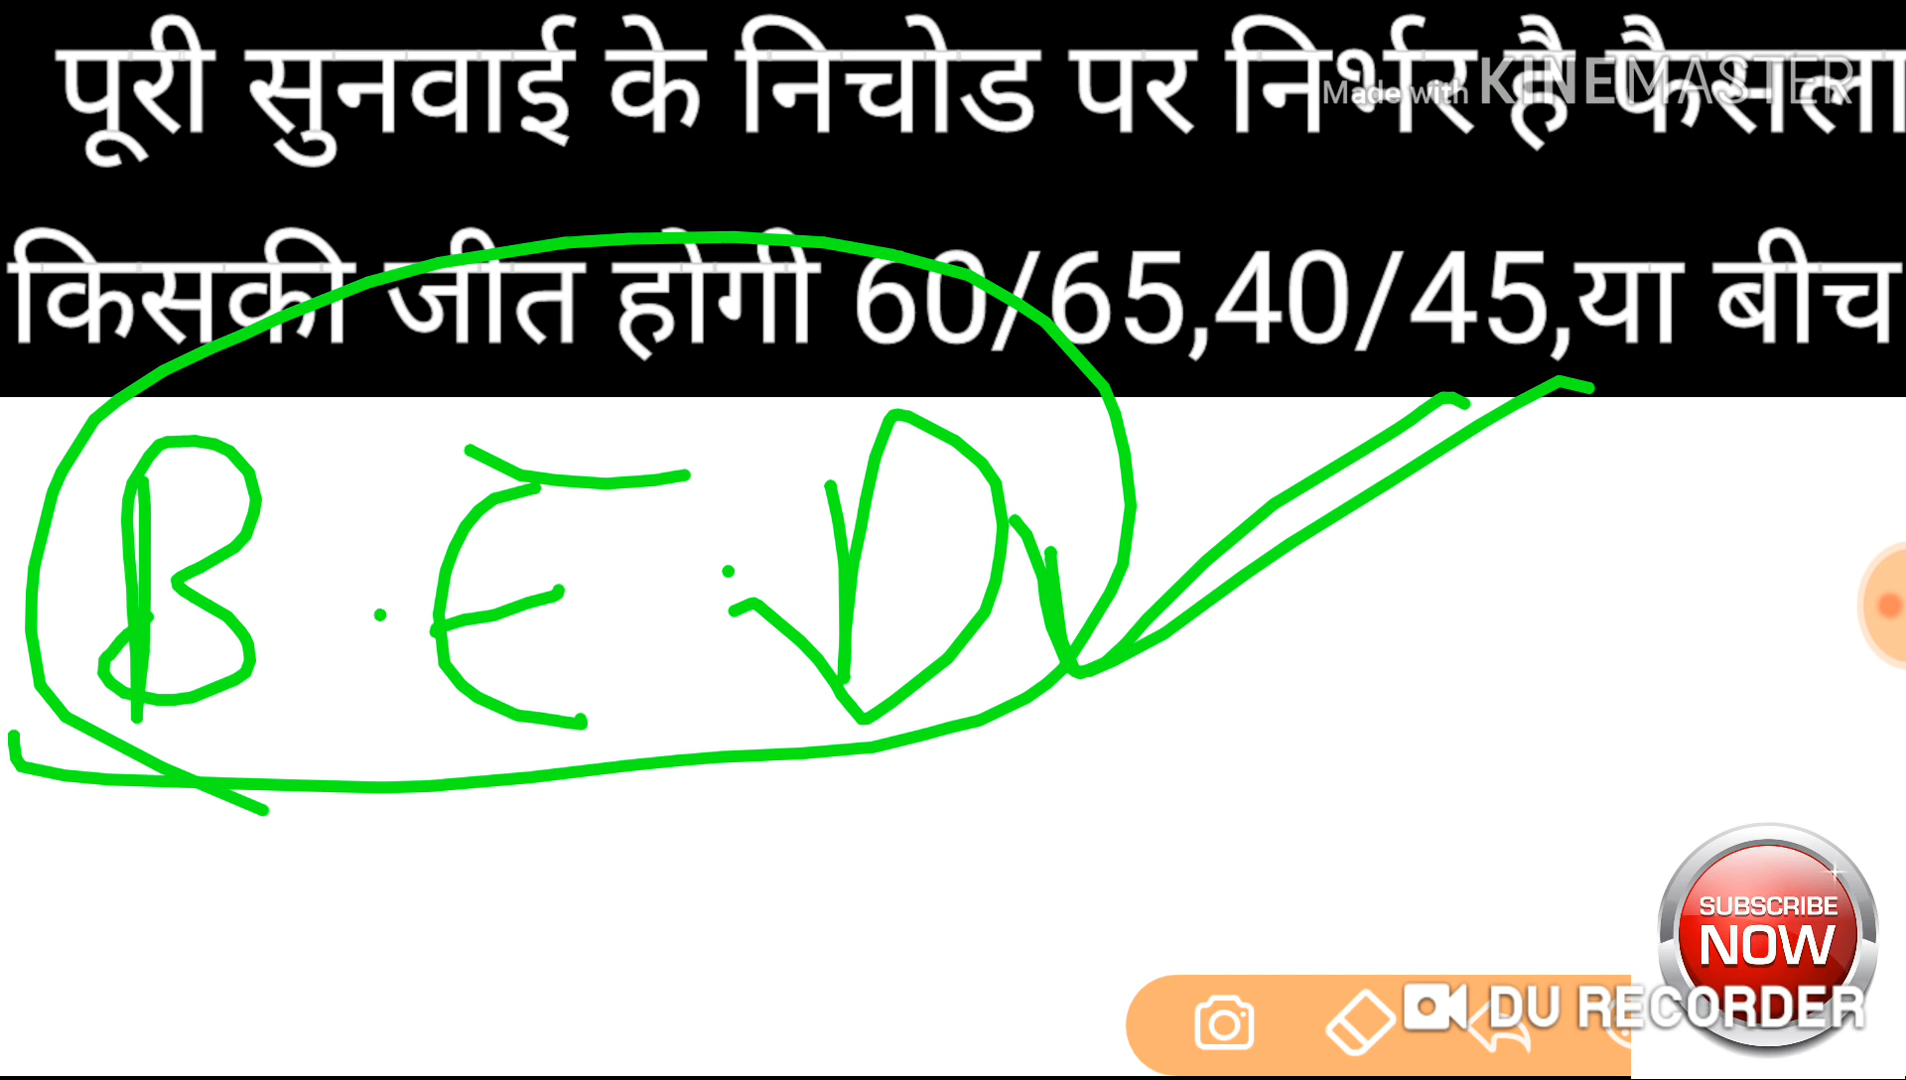 पूरी सुनवाई के निचोड पर निर्भर है फैसला
Made with KINEMASTER
किसकी जीत होगी 60/65,40/45,या बीच
B.E.D
SUBSCRIBE
NOW
DU RECORDER